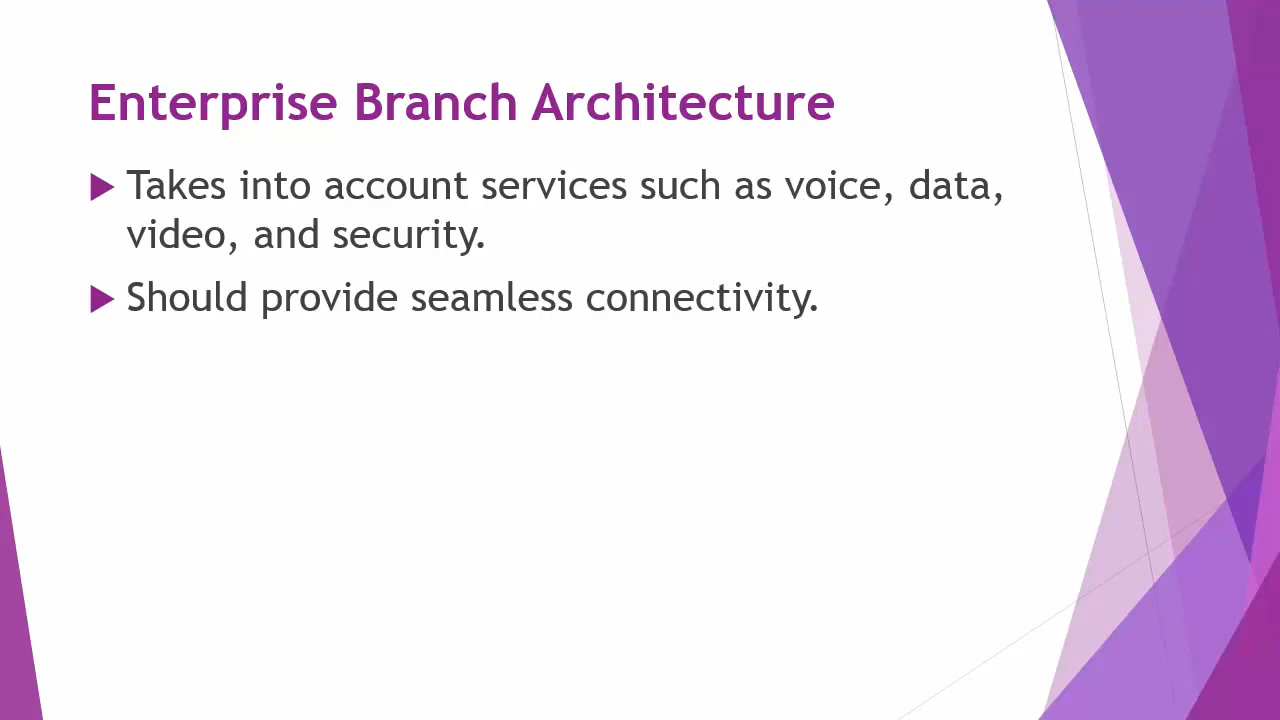 Enterprise Branch Architecture
Takes into account services such as voice, data,
video, and security.
Should provide seamless connectivity.